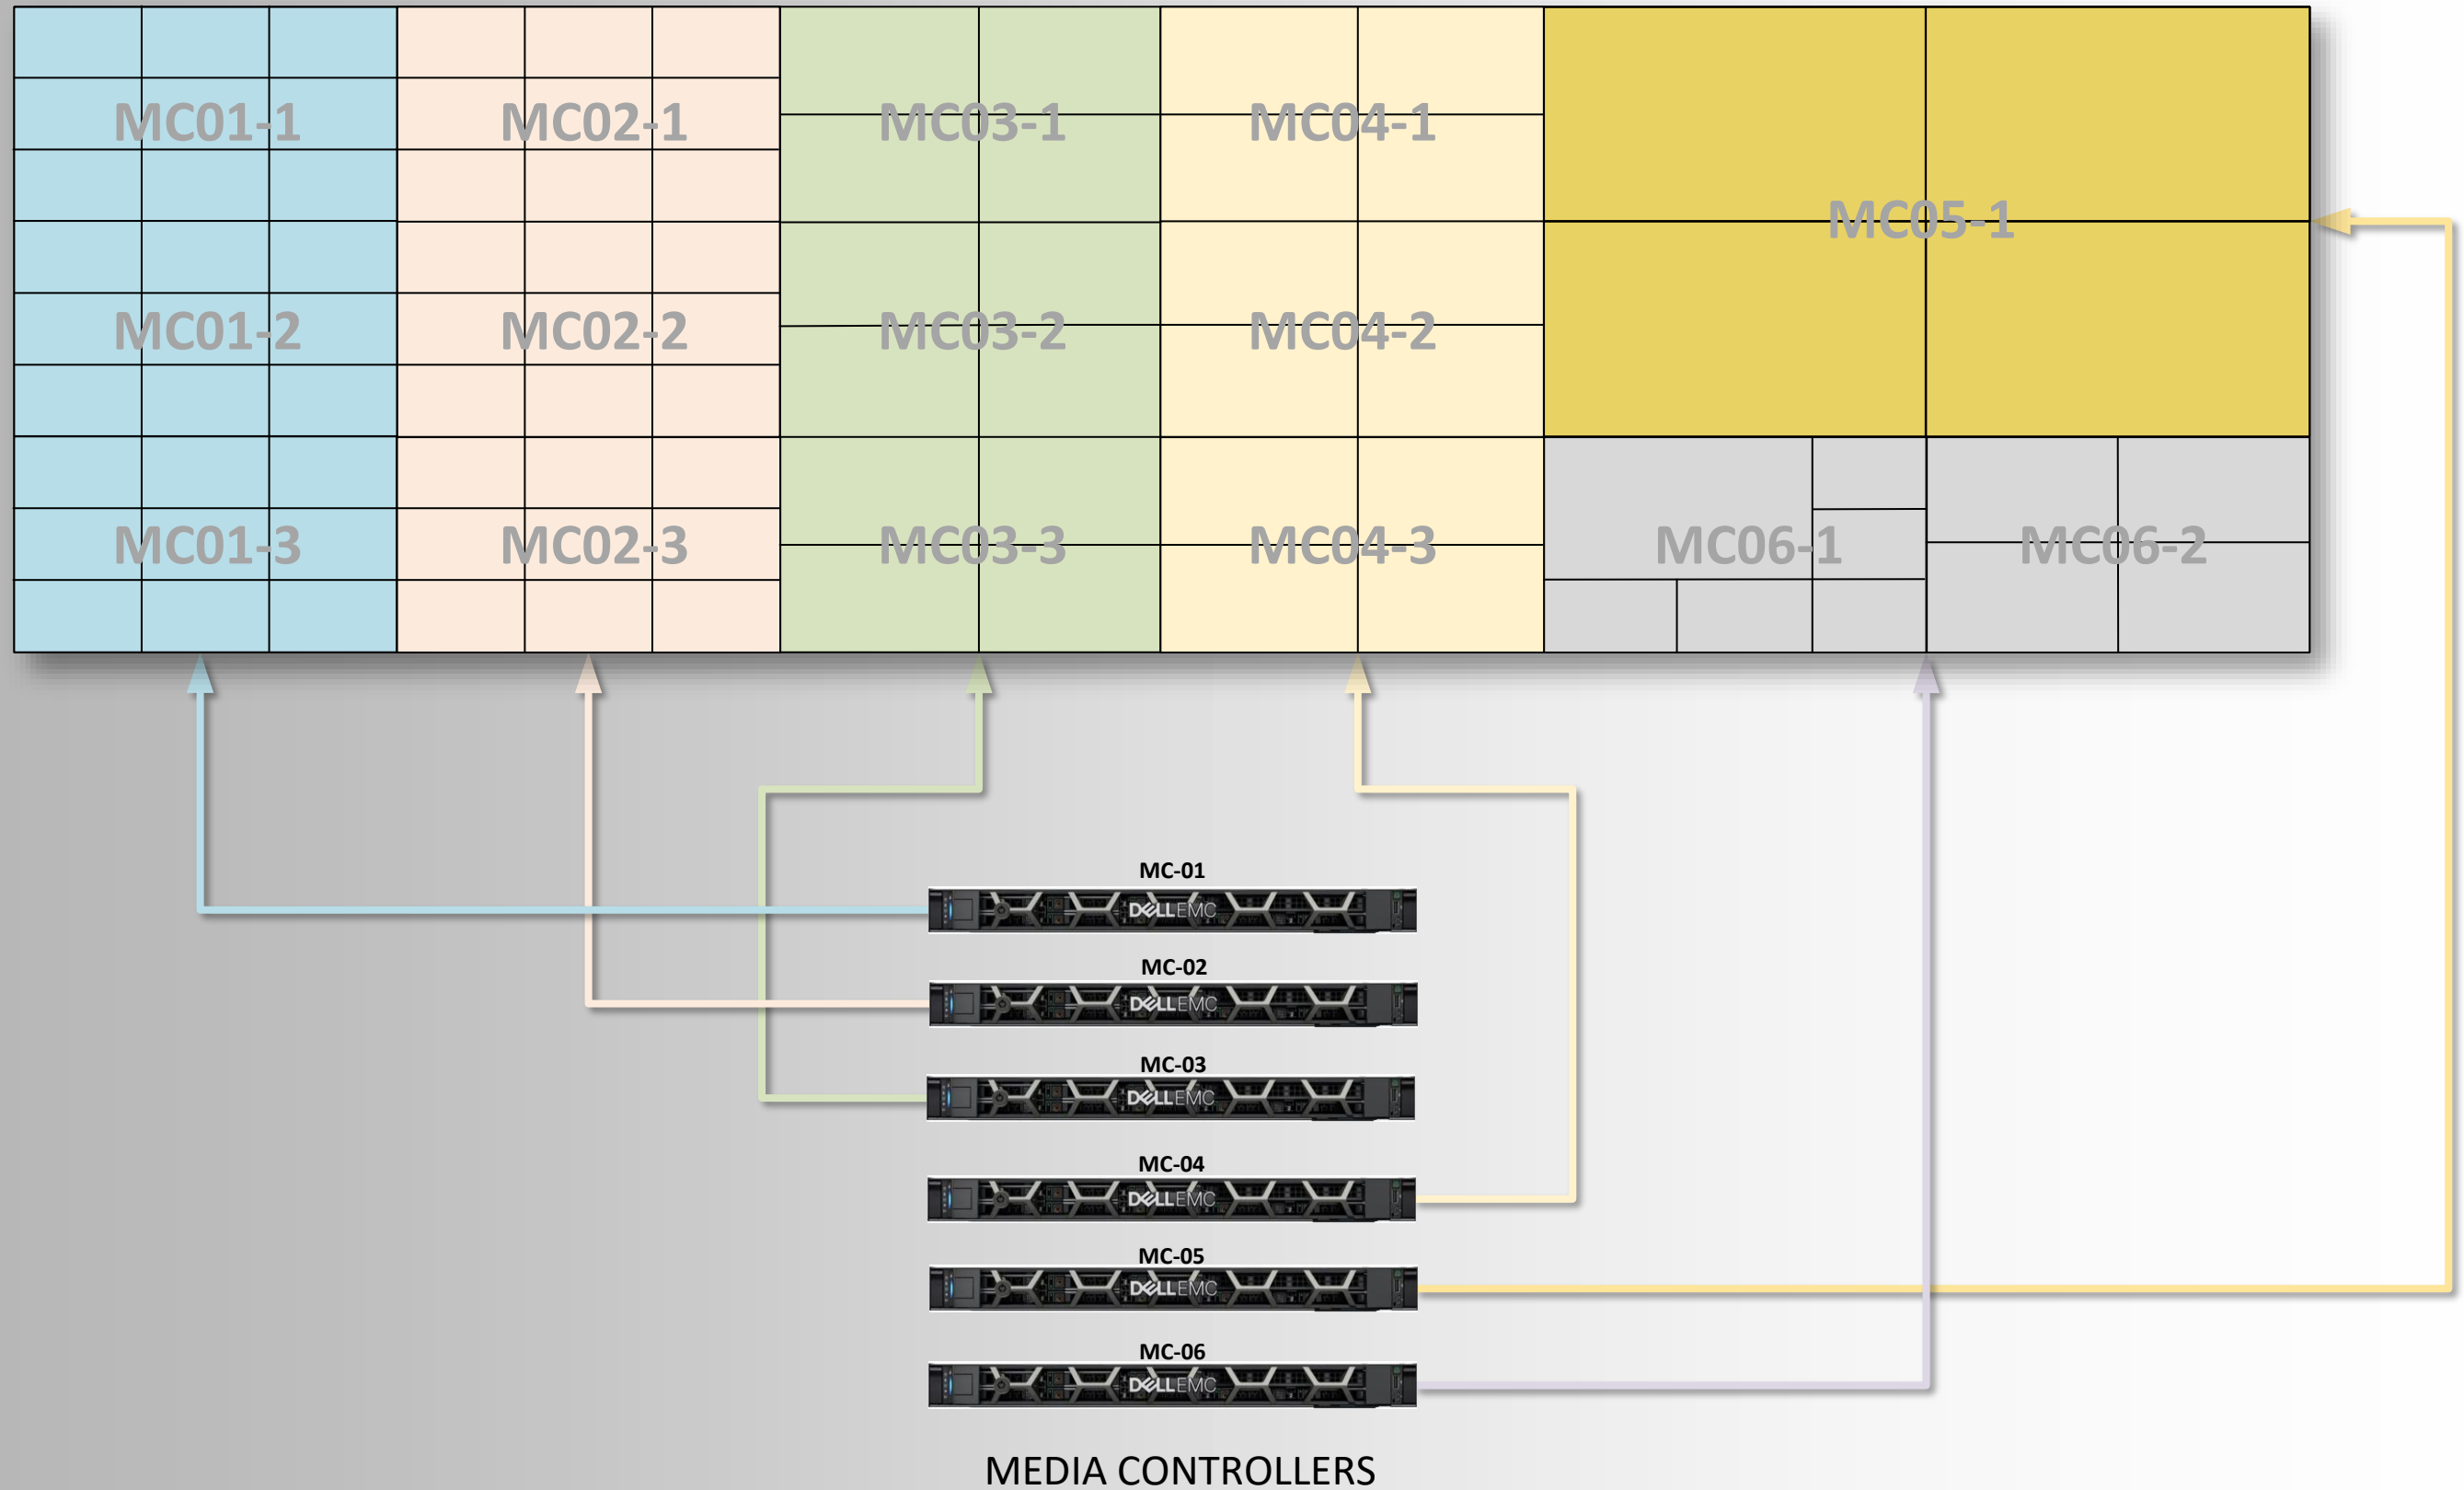 MC01-1
MC02-1
MC03-1
MC04-1
MC05-1
MC01-2
MC02-2
MC03-2
MC04-2
MC01-3
MC02-3
MC03-3
MC04-3
MC06-1
MC06-2
MC-01
DELLEMC
MC-02
DELLEMC
MC-03
DELLEMC
MC-04
DELLEMC
MC-05
DELLEMC
MC-06
DELLEMC
MEDIA CONTROLLERS